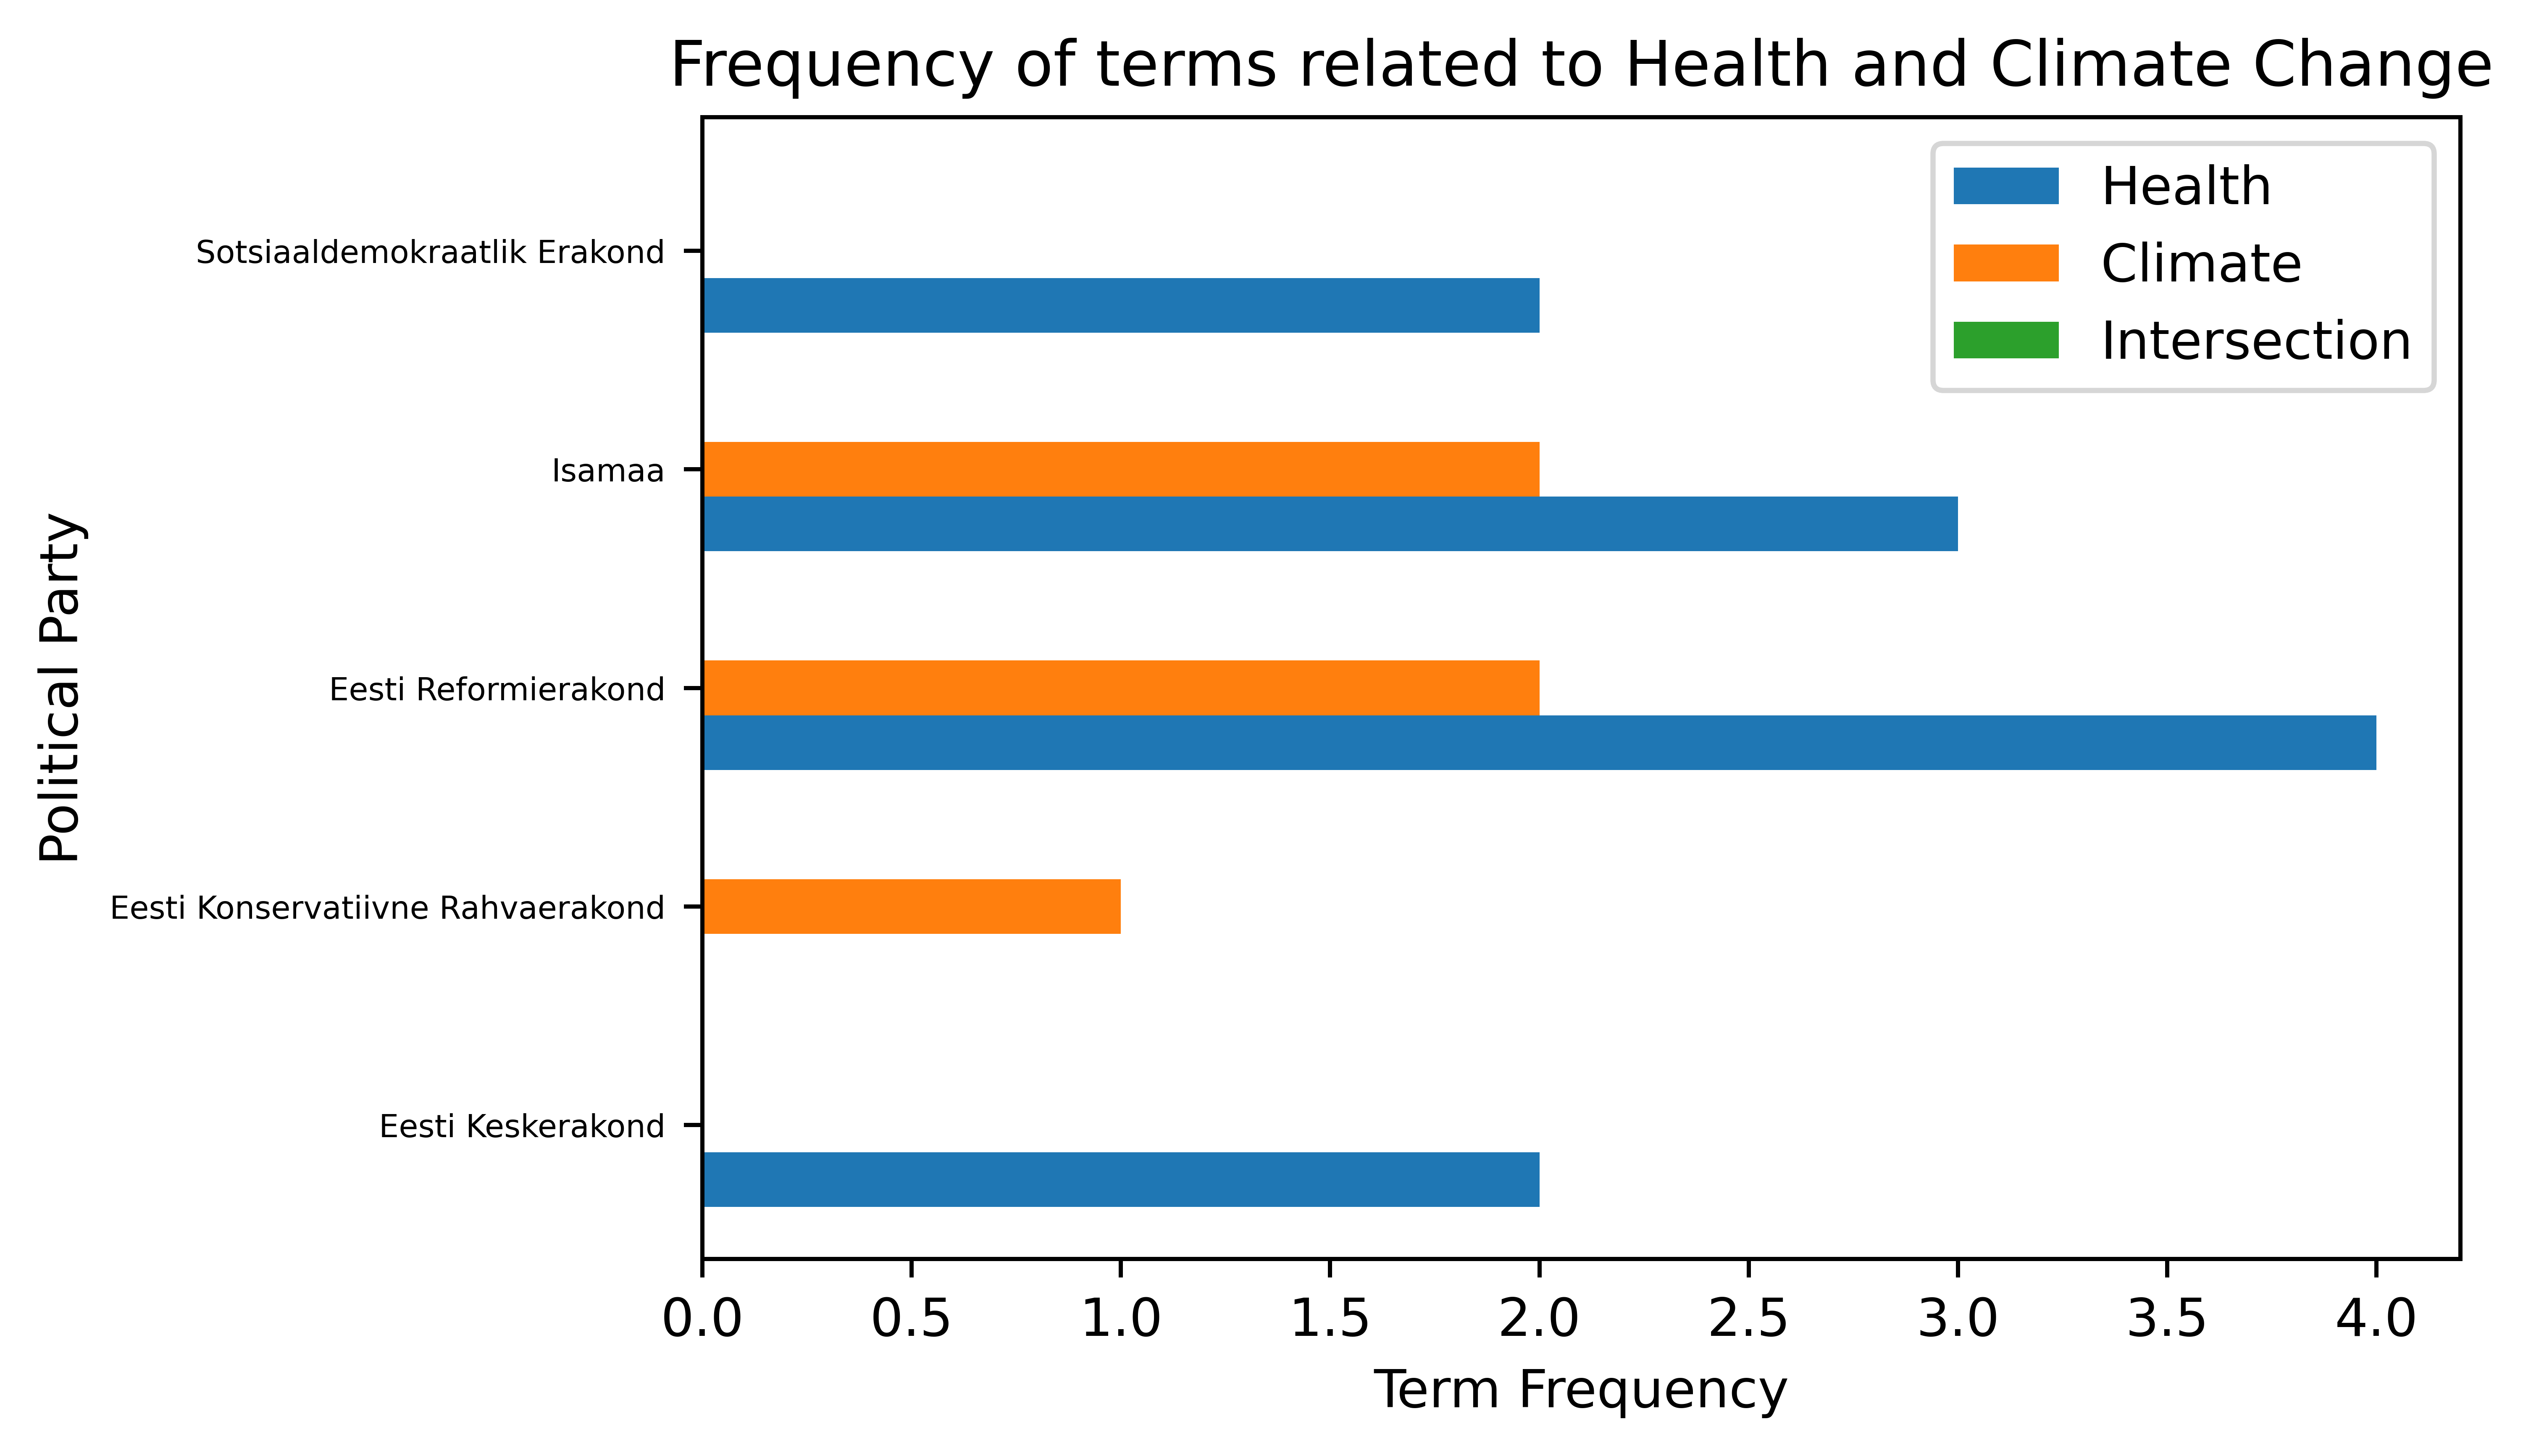 Frequency of terms related to Health and Climate Change
Health
Climate
Intersection
Political Party
Sotsiaaldemokraatlik Erakond
Isamaa
Eesti Reformierakond
Eesti Konservatiivne Rahvaerakond
Eesti Keskerakond
0.0 0.5 1.0 1.5 2.0 2.5 3.0 3.5 4.0
Term Frequency